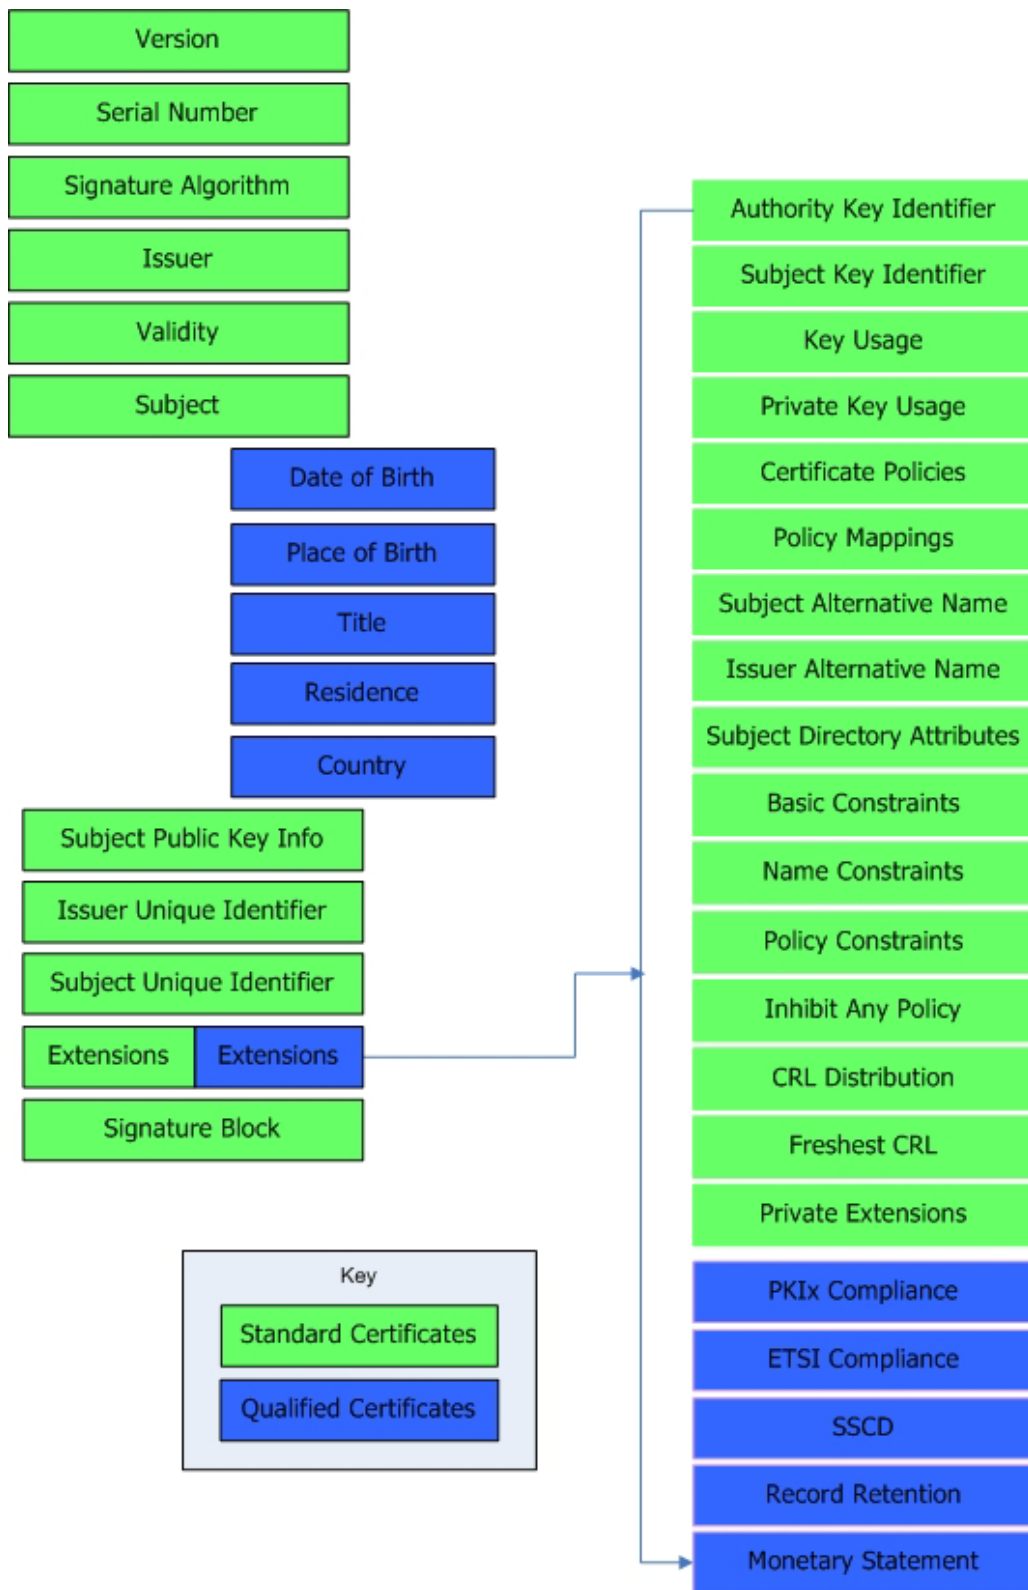 Version
Serial Number
Signature Algorithm
Issuer
Validity
Subject
Date of Birth
Place of Birth
Title
Residence
Country
Subject Public Key Info
Issuer Unique Identifier
Subject Unique Identifier
Extensions Extensions
Signature Block
Key
Standard Certificates
Qualified Certificates
Authority Key Identifier
Subject Key Identifier
Key Usage
Private Key Usage
Certificate Policies
Policy Mappings
Subject Alternative Name
Issuer Alternative Name
Subject Directory Attributes
Basic Constraints
Name Constraints
Policy Constraints
Inhibit Any Policy
CRL Distribution
Freshest CRL
Private Extensions
PKIx Compliance
ETSI Compliance
SSCD
Record Retention
Monetary Statement